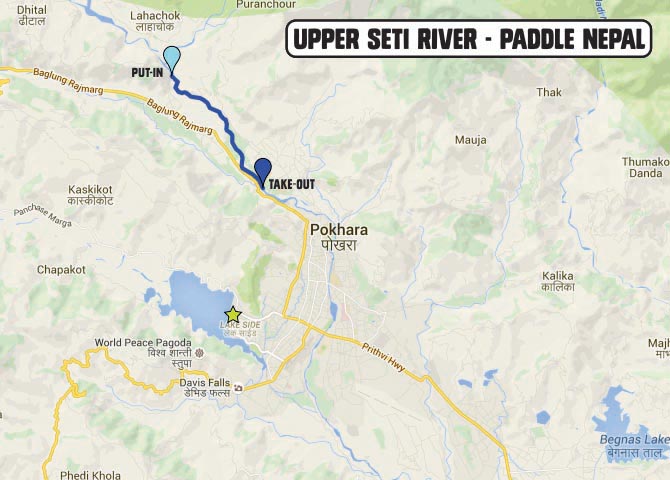 Dhital
ढिटाल
Lahachok
लाहाचोक
Puranchour
UPPER SETI RIVER - PADDLE NEPAL
PUT-IN
Baglung Rajmarg
Baglung Rajmarg
Thak
Mauja
Thumako
Danda
TAKE-OUT
Kaskikot
कास्कीकोट
Panchase Marg
Pokhara
पोखरा
Chapakot
Kalika
कालिका
LAKE SIDE
लेक साईड
World Peace Pagoda
विश्व शान्ती
स्तुपा
Prithvi Hwy
Davis Falls
डेभिड फल्स
Begnas Lake
बेगनास ताल
Phedi Khola